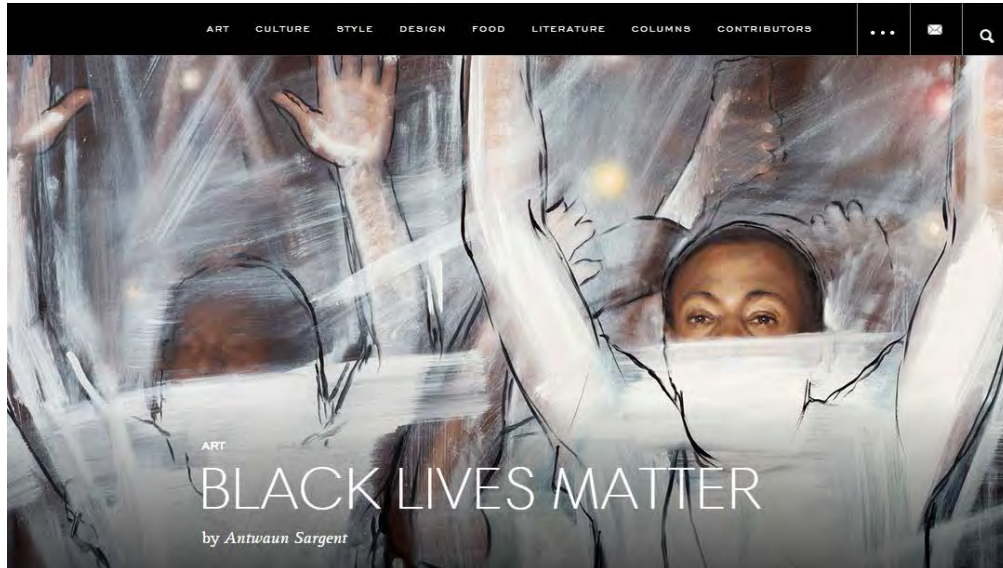 ART CULTURE STYLE DESIGN FOOD LITERATURE COLUMNS CONTRIBUTORS
ART
BLACK LIVES MATTER
by Antwaun Sargent